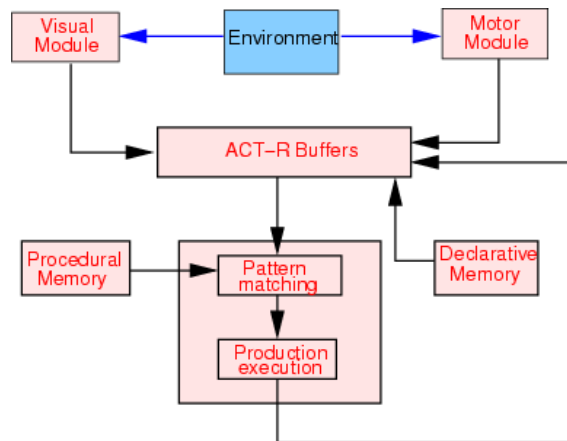 Visual
Module
Environment
Motor
Module
ACT-R Buffers
Procedural
Memory
Pattern
matching
Declarative
Memory
Production
execution